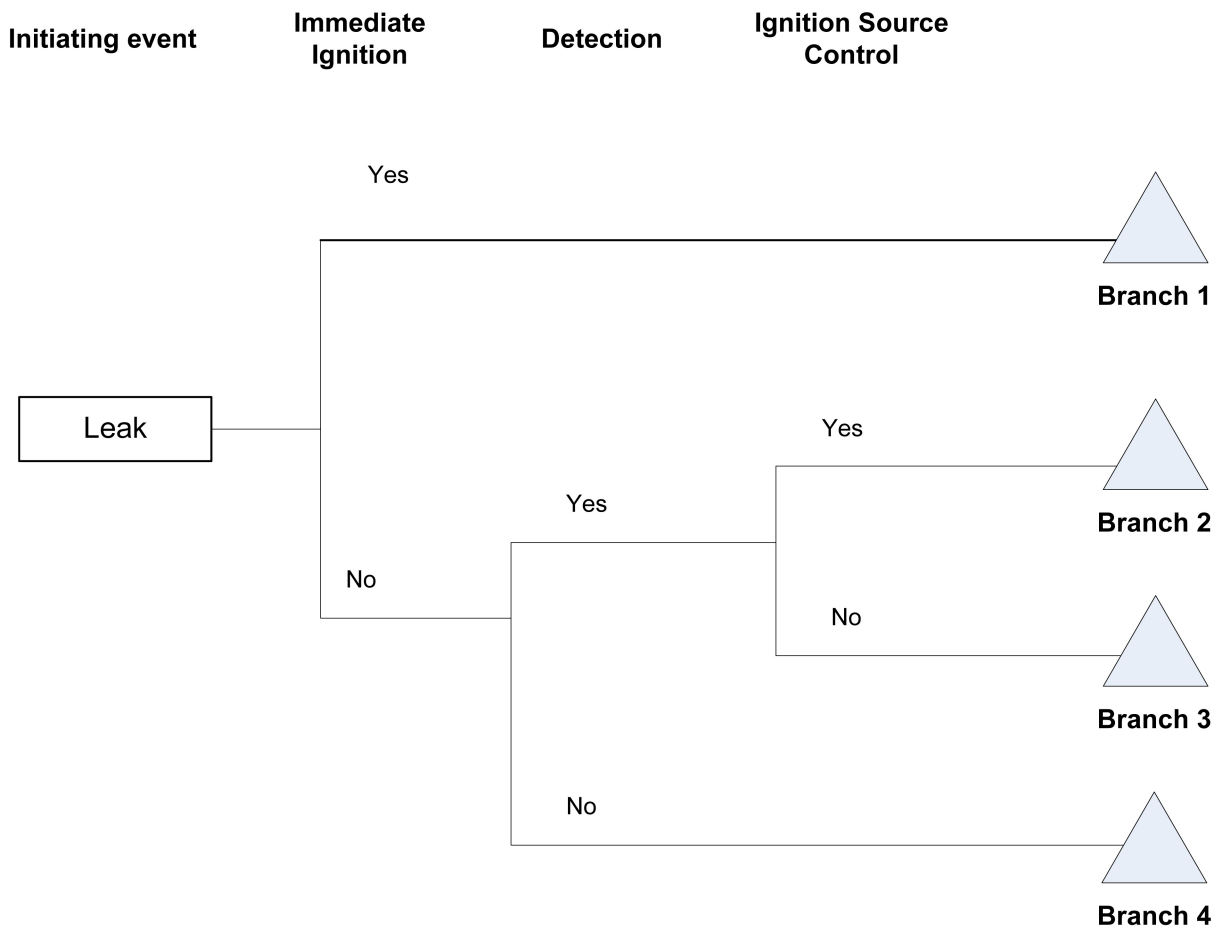 Initiating event
Immediate
Ignition
Detection
Ignition Source
Control
Yes
Branch 1
Leak
Yes
Branch 2
Yes
No
No
Branch 3
No
Branch 4